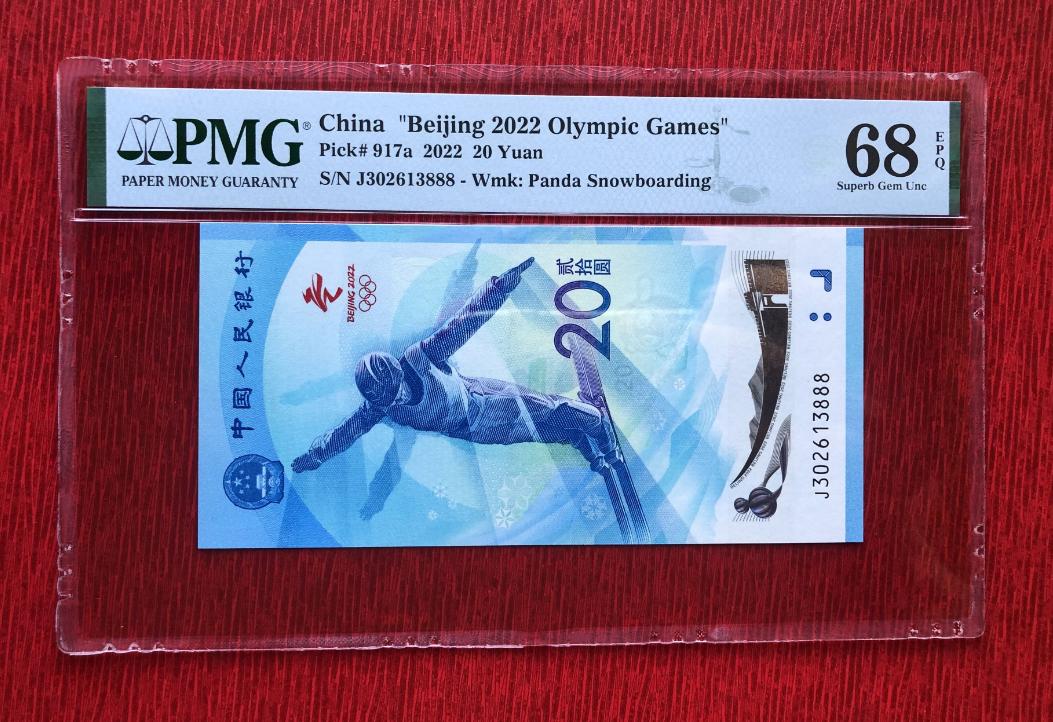 PMG®
PAPER MONEY GUARANTY
China "Beijing 2022 Olympic Games"
Pick# 917a 2022 20 Yuan
S/N J302613888 - Wmk: Panda Snowboarding
68
EPQ
Superb Gem Unc
中国人民银行
BEIJING 2022
贰拾圆
20
20
J302613888